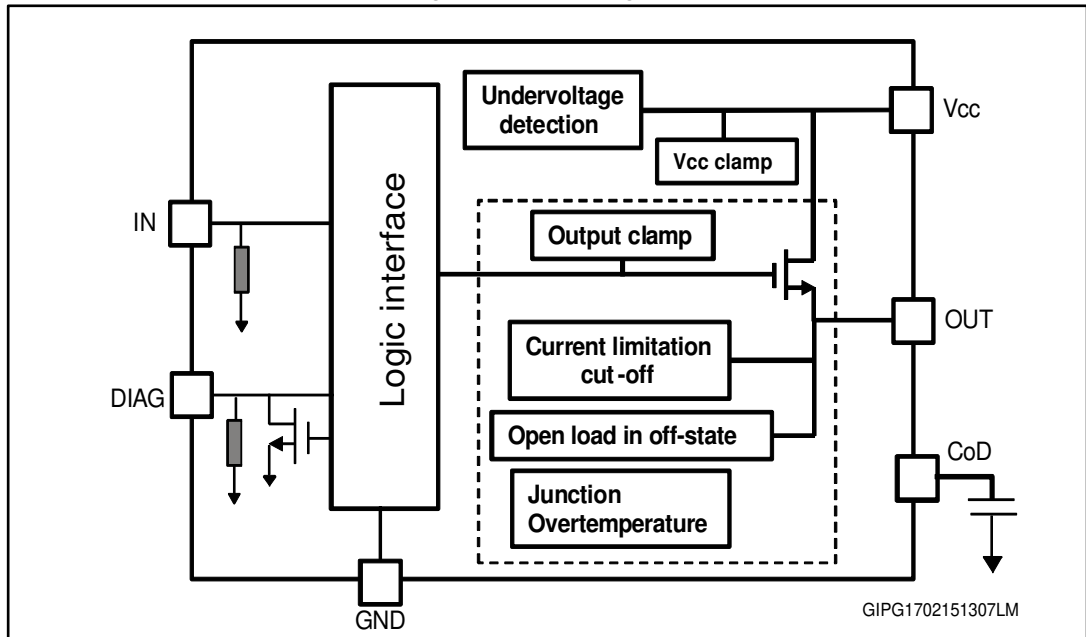 Undervoltage
detection
Vcc
Vcc clamp
IN
Logic interface
Output clamp
OUT
Current limitation
cut-off
DIAG
Open load in off-state
CoD
Junction
Overtemperature
GND
GIPG1702151307LM